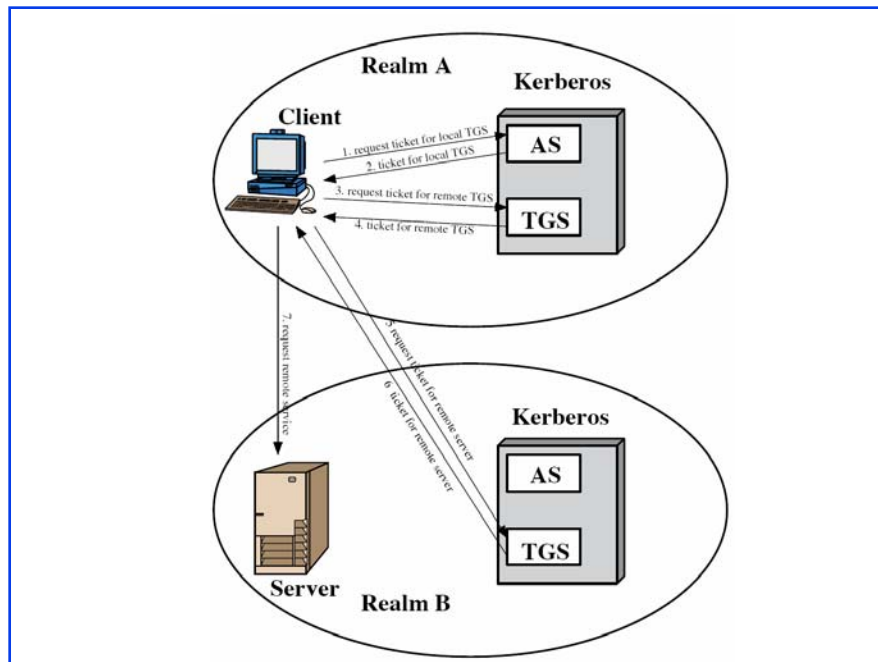 Realm A
Kerberos
Client
1. request ticket for local TGS
AS
2. ticket for local TGS
3. request ticket for remote TGS
TGS
4. ticket for remote TGS
5 request ticket for remote server
6 ticket for remote server
7. request remote service
Kerberos
AS
TGS
Server
Realm B